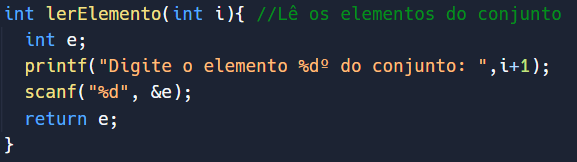 int lerElemento(int i){ //Lê os elementos do conjunto
int e;
printf("Digite o elemento %dº do conjunto: ",i+1);
scanf("%d", &e);
return e;
}